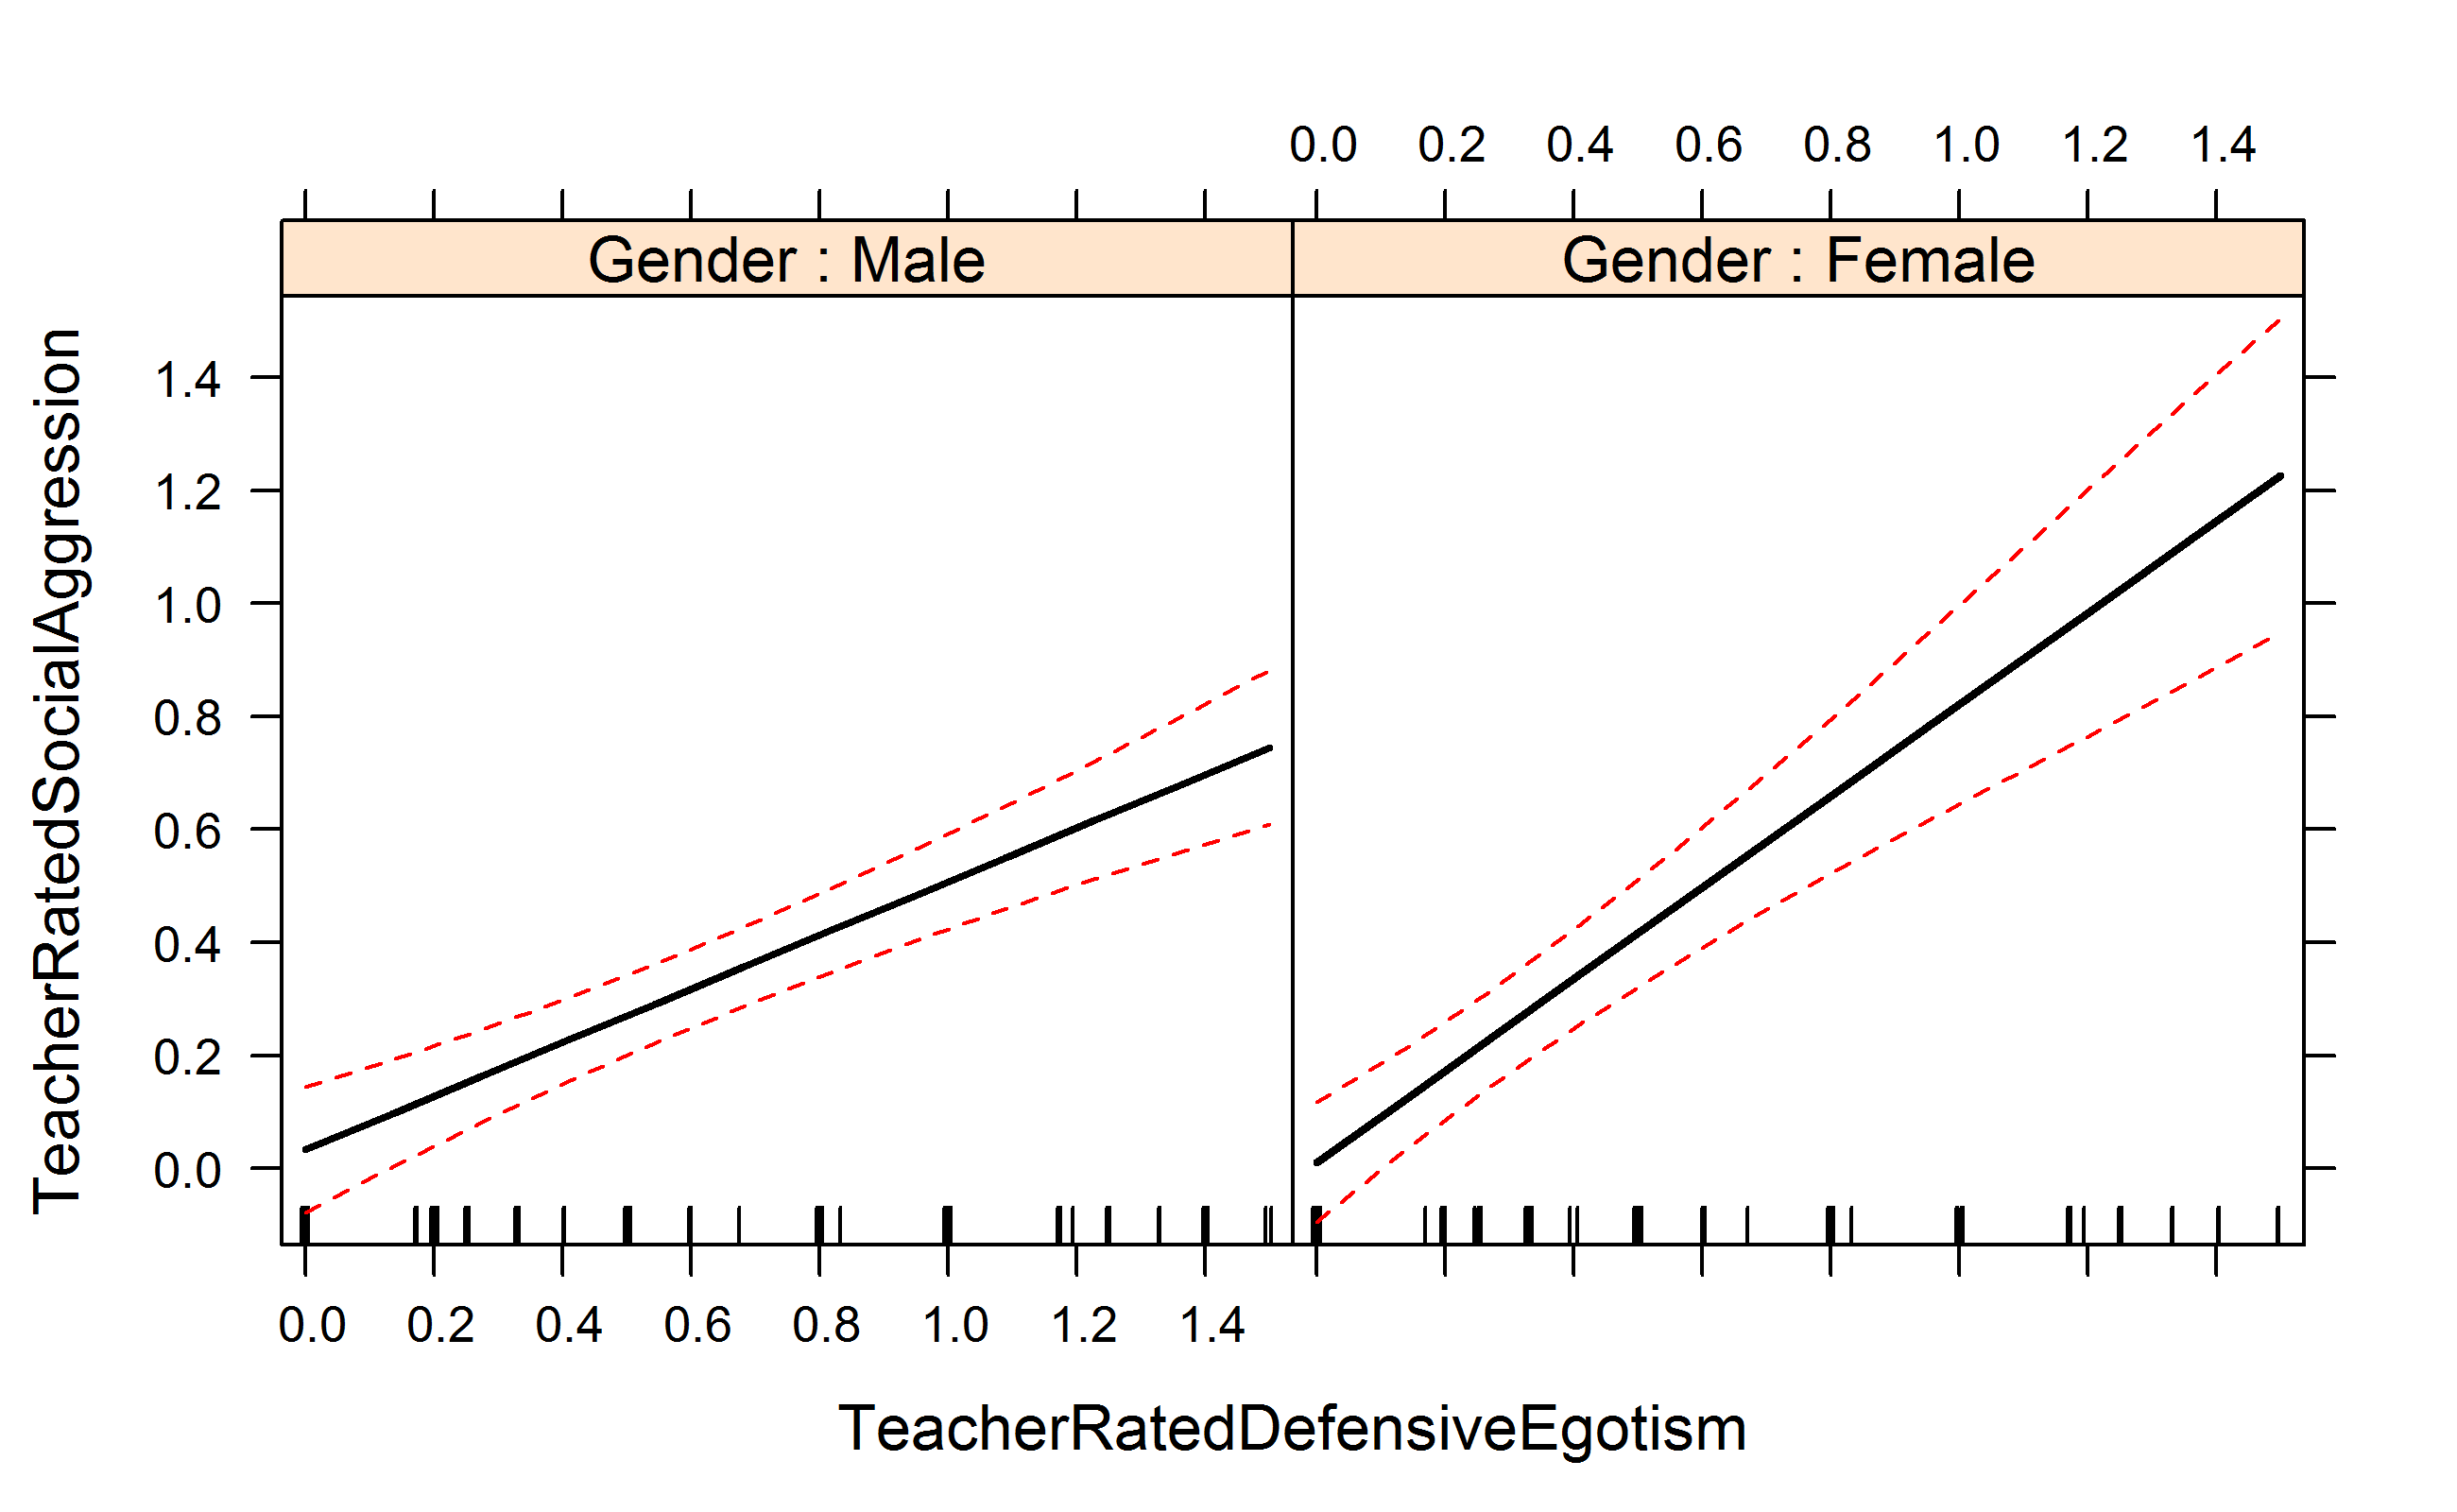 0.0 0.2 0.4 0.6 0.8 1.0 1.2 1.4
Gender : Male
Gender : Female
TeacherRatedSocialAggression
1.4
1.2
1.0
0.8
0.6
0.4
0.2
0.0
0.0 0.2 0.4 0.6 0.8 1.0 1.2 1.4
TeacherRatedDefensiveEgotism